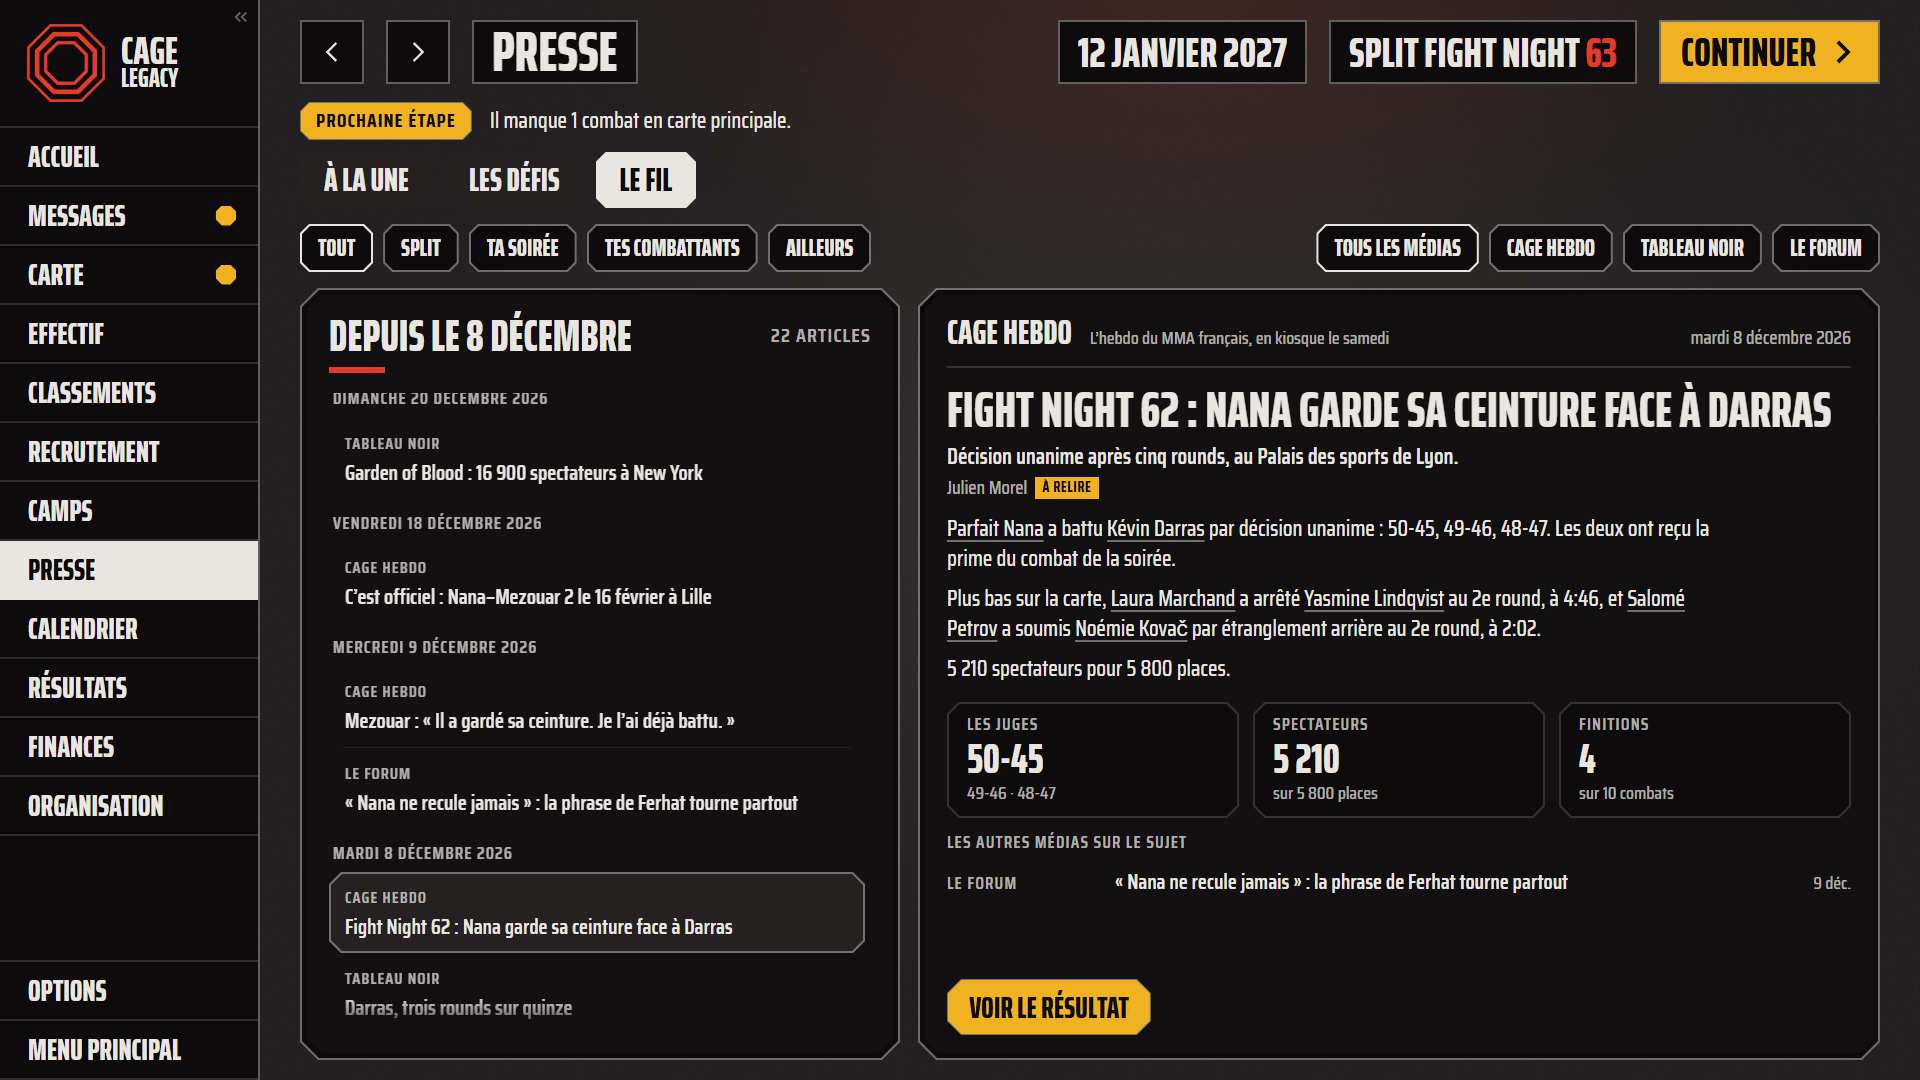 CAGE
LEGACY
ACCUEIL
MESSAGES
CARTE
EFFECTIF
CLASSEMENTS
RECRUTEMENT
CAMPS
PRESSE
CALENDRIER
RÉSULTATS
FINANCES
ORGANISATION
OPTIONS
MENU PRINCIPAL
PRESSE
12 JANVIER 2027
SPLIT FIGHT NIGHT 63
CONTINUER
PROCHAINE ÉTAPE
Il manque 1 combat en carte principale.
À LA UNE
LES DÉFIS
LE FIL
TOUT
SPLIT
TA SOIRÉE
TES COMBATTANTS
AILLEURS
TOUS LES MÉDIAS
CAGE HEBDO
TABLEAU NOIR
LE FORUM
DEPUIS LE 8 DÉCEMBRE
22 ARTICLES
DIMANCHE 20 DÉCEMBRE 2026
TABLEAU NOIR
Garden of Blood : 16 900 spectateurs à New York
VENDREDI 18 DÉCEMBRE 2026
CAGE HEBDO
C'est officiel : Nana–Mezouar 2 le 16 février à Lille
MERCREDI 9 DÉCEMBRE 2026
CAGE HEBDO
Mezouar : « Il a gardé sa ceinture. Je l'ai déjà battu. »
LE FORUM
« Nana ne recule jamais » : la phrase de Ferhat tourne partout
MARDI 8 DÉCEMBRE 2026
CAGE HEBDO
Fight Night 62 : Nana garde sa ceinture face à Darras
TABLEAU NOIR
Darras, trois rounds sur quinze
CAGE HEBDO
L'hebdo du MMA français, en kiosque le samedi
mardi 8 décembre 2026
FIGHT NIGHT 62 : NANA GARDE SA CEINTURE FACE À DARRAS
Décision unanime après cinq rounds, au Palais des sports de Lyon.
Julien Morel
À RELIRE
Parfait Nana a battu Kévin Darras par décision unanime : 50-45, 49-46, 48-47. Les deux ont reçu la
prime du combat de la soirée.
Plus bas sur la carte, Laura Marchand a arrêté Yasmine Lindqvist au 2e round, à 4:46, et Salomé
Petrov a soumis Noémie Kovač par étranglement arrière au 2e round, à 2:02.
5 210 spectateurs pour 5 800 places.
LES JUGES
50-45
49-46 · 48-47
SPECTATEURS
5 210
sur 5 800 places
FINITIONS
4
sur 10 combats
LES AUTRES MÉDIAS SUR LE SUJET
LE FORUM
« Nana ne recule jamais » : la phrase de Ferhat tourne partout
9 déc.
VOIR LE RÉSULTAT